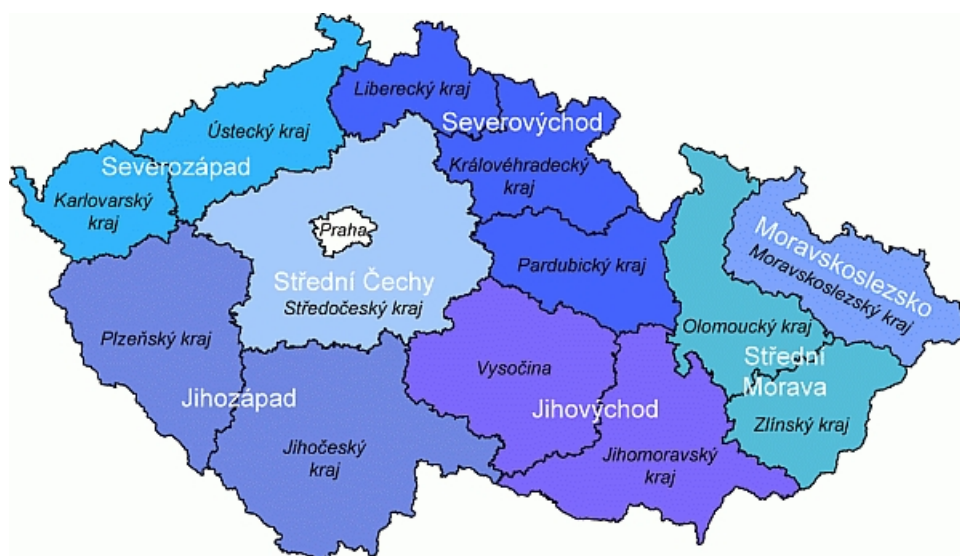 Liberecký kraj
Severovýchod
Ústecký kraj
Severozápad
Královéhradecký
kraj
Karlovarský
kraj
Praha
Moravskoslezsko
Moravskoslezský kraj
Pardubický kraj
Střední Čechy
Středočeský kraj
Olomoucký kraj
Plzeňský kraj
Vysočina
Střední
Morava
Jihozápad
Jihovýchod
Zlínský kraj
Jihočeský
kraj
Jihomoravský
kraj